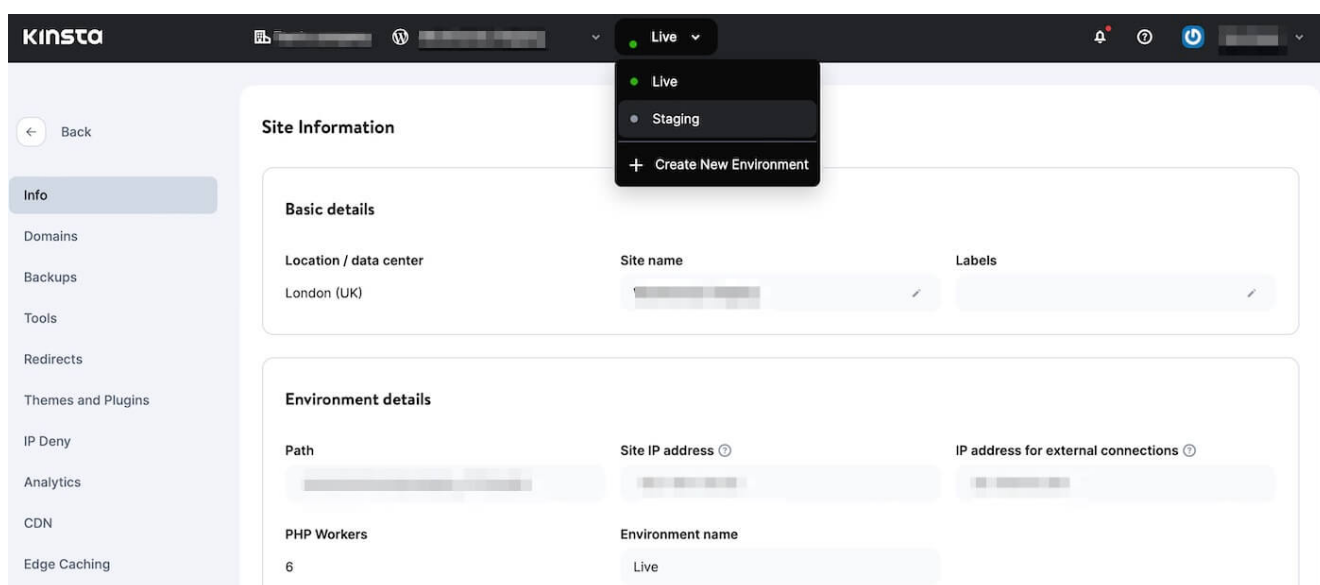 KINSTA
Live
Live
Staging
+ Create New Environment
Back
Info
Domains
Backups
Tools
Redirects
Themes and Plugins
IP Deny
Analytics
CDN
Edge Caching
Site Information
Basic details
Location / data center
London (UK)
Site name
Labels
Environment details
Path
Site IP address
IP address for external connections
PHP Workers
6
Environment name
Live